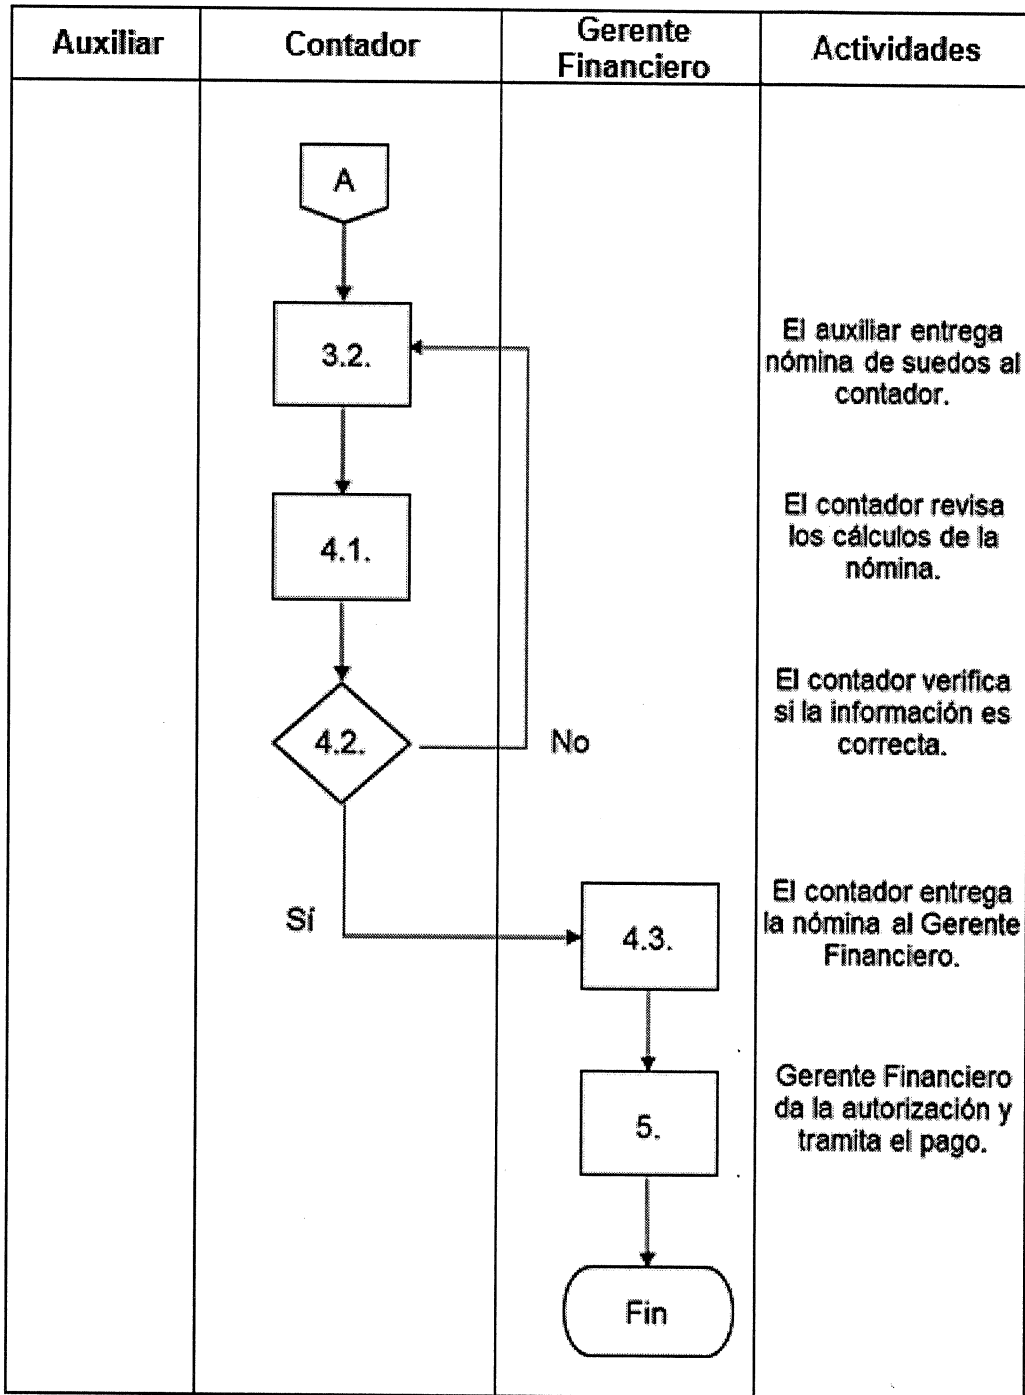 Auxiliar
Contador
Gerente
Financiero
Actividades
A
3.2.
El auxiliar entrega
nómina de suedos al
contador.
4.1.
El contador revisa
los cálculos de la
nómina.
4.2.
No
El contador verifica
si la información es
correcta.
Sí
4.3.
El contador entrega
la nómina al Gerente
Financiero.
5.
Gerente Financiero
da la autorización y
tramita el pago.
Fin